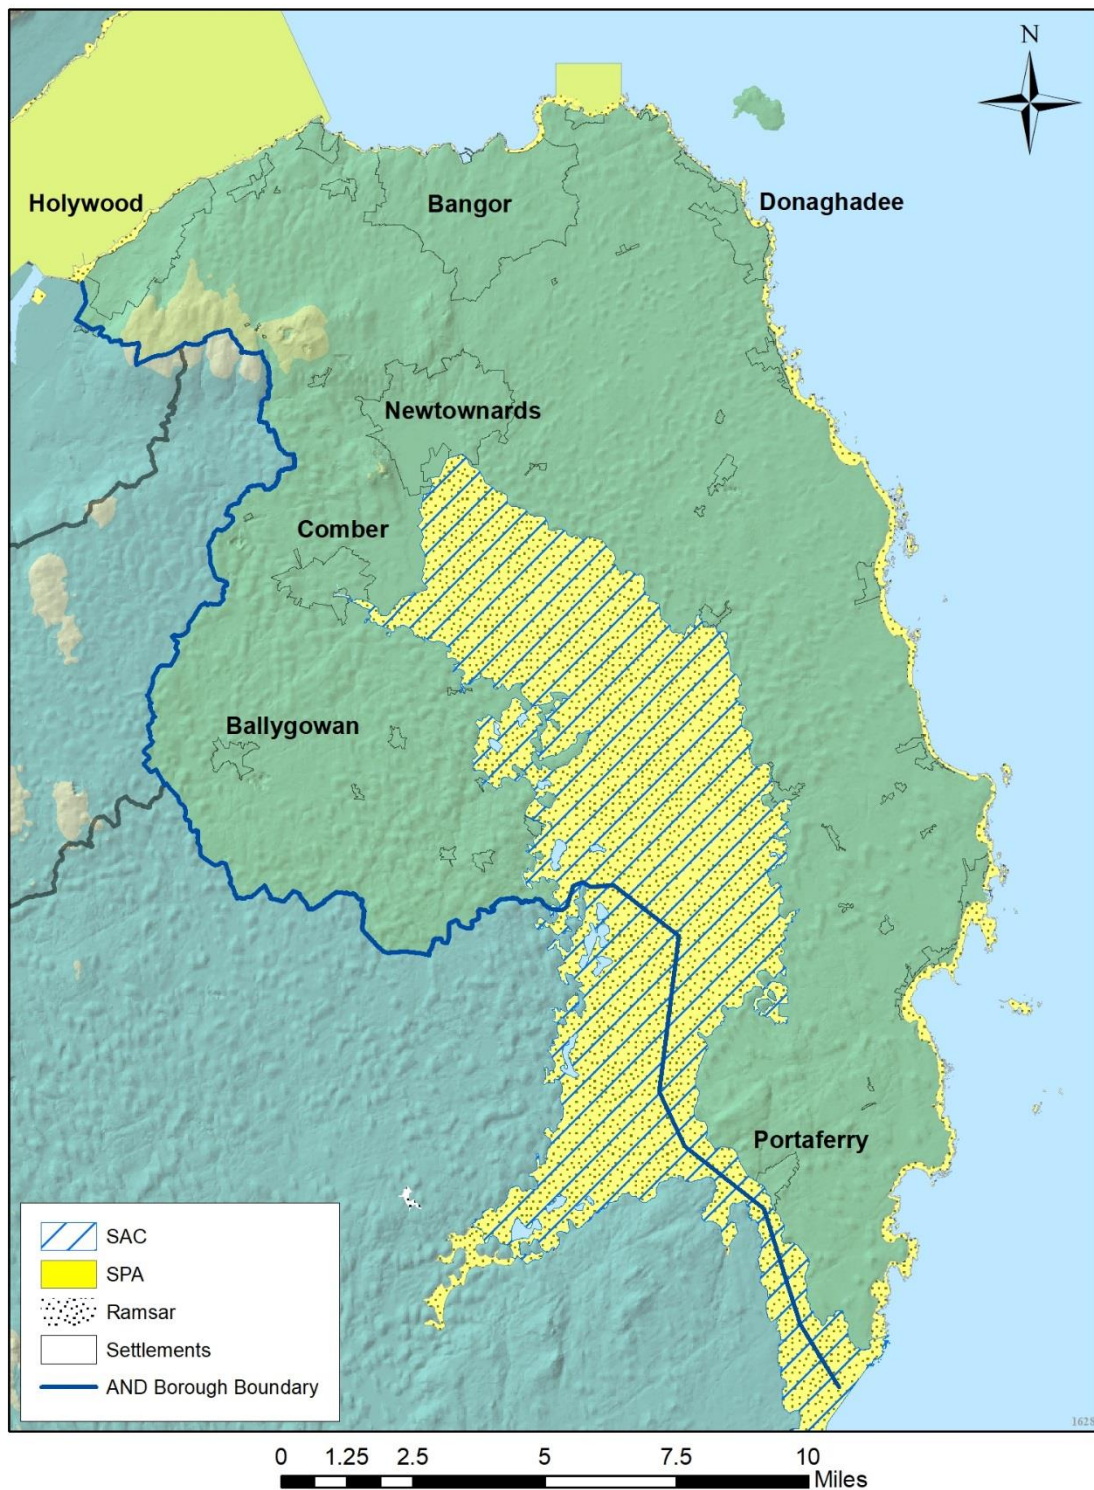 N
Holywood
Bangor
Donaghadee
Newtownards
Comber
Ballygowan
Portaferry
SAC
SPA
Ramsar
Settlements
AND Borough Boundary
1628
0 1.25 2.5 5 7.5 10
Miles